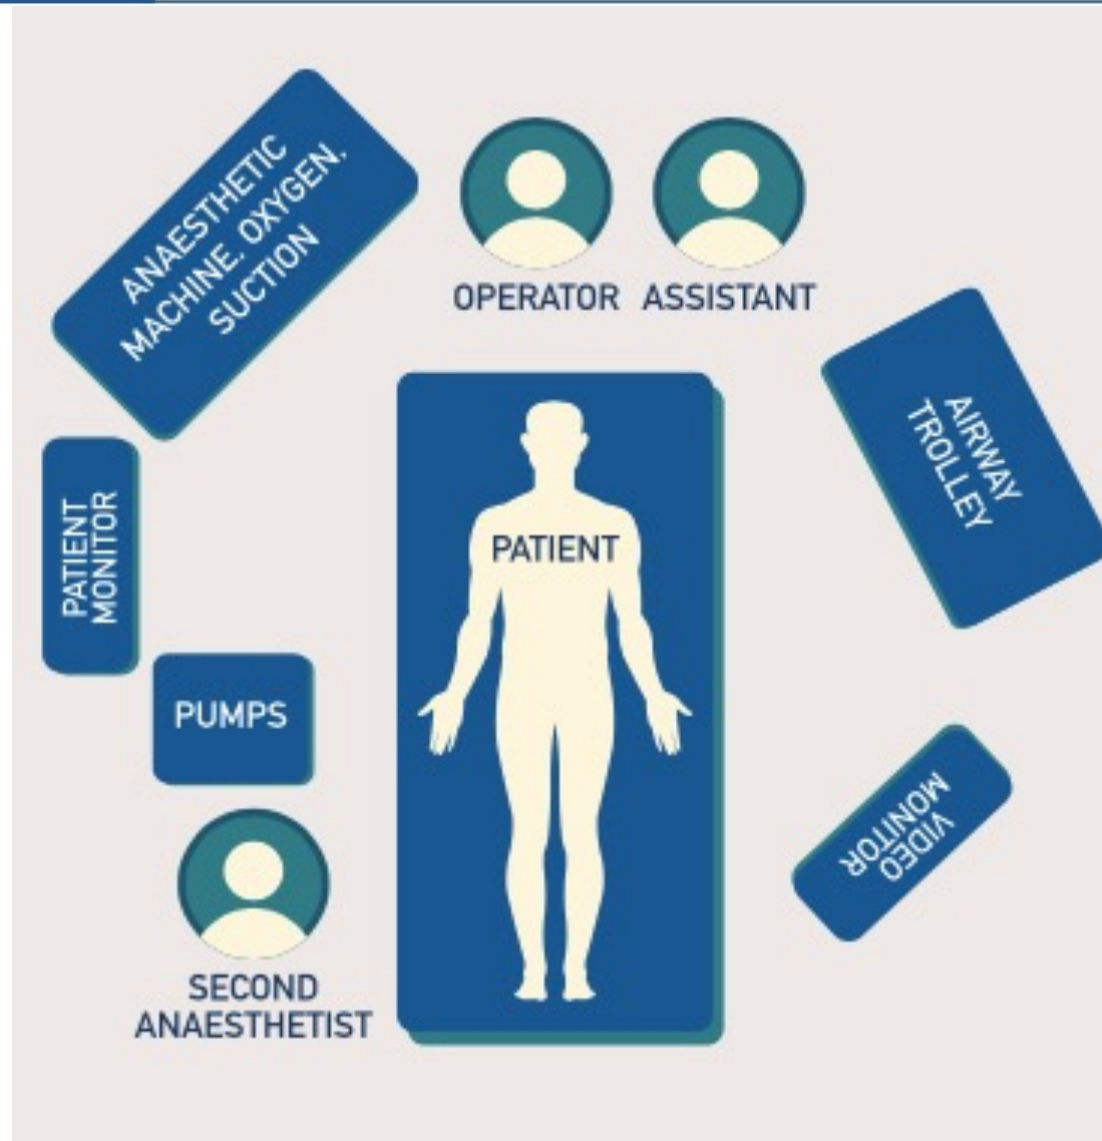 ANAESTHETIC
MACHINE, OXYGEN,
SUCTION
OPERATOR
ASSISTANT
AIRWAY
TROLLEY
PATIENT
MONITOR
PATIENT
PUMPS
VIDEO
MONITOR
SECOND
ANAESTHETIST